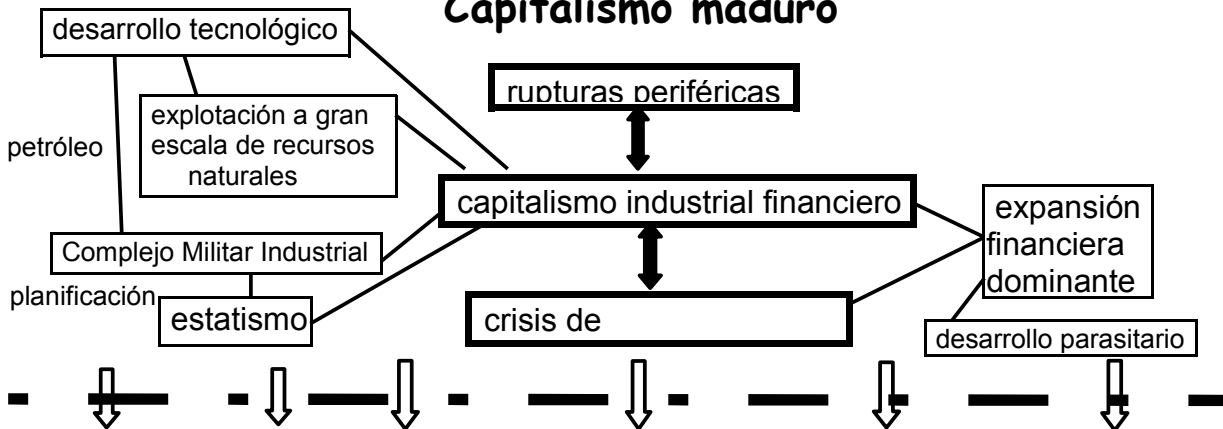 Capitalismo maduro
desarrollo tecnológico
rupturas periféricas
explotación a gran
escala de recursos
naturales
petróleo
capitalismo industrial financiero
expansión
financiera
dominante
Complejo Militar Industrial
planificación
estatismo
crisis de
desarrollo parasitario